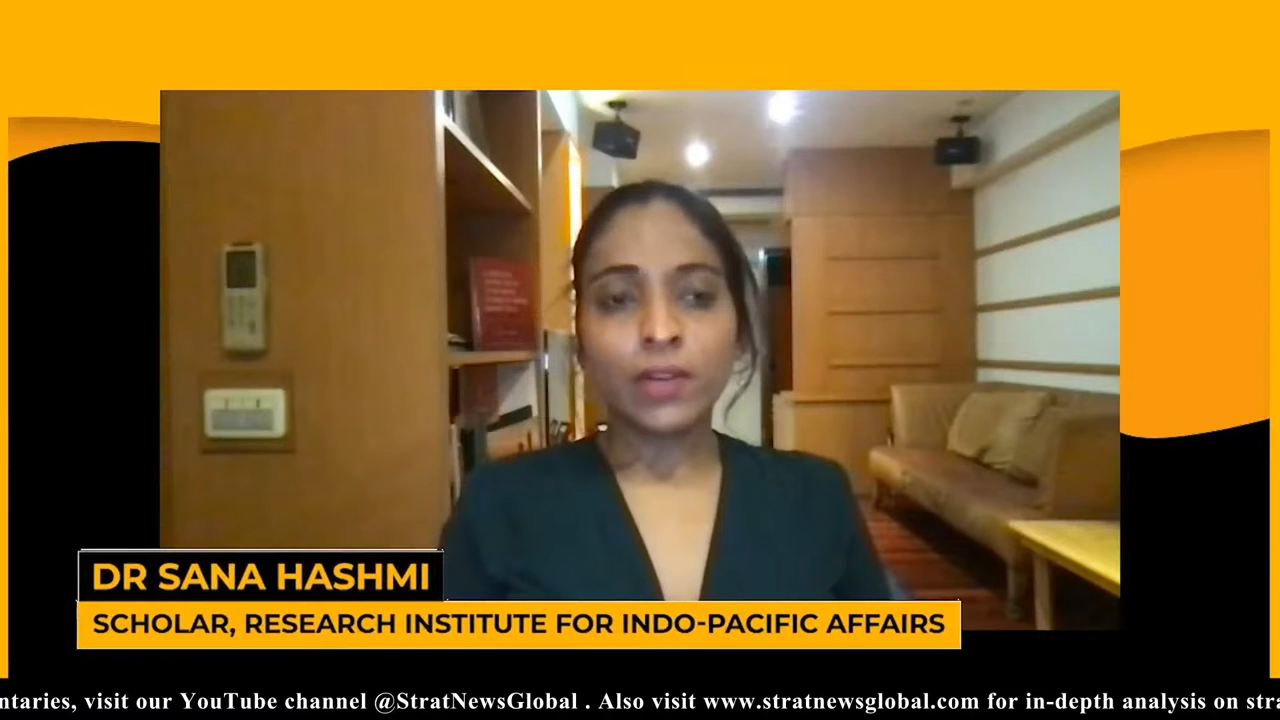 DR SANA HASHMI
SCHOLAR, RESEARCH INSTITUTE FOR INDO-PACIFIC AFFAIRS
ntaries, visit our YouTube channel @StratNewsGlobal . Also visit www.stratnewsglobal.com for in-depth analysis on stra